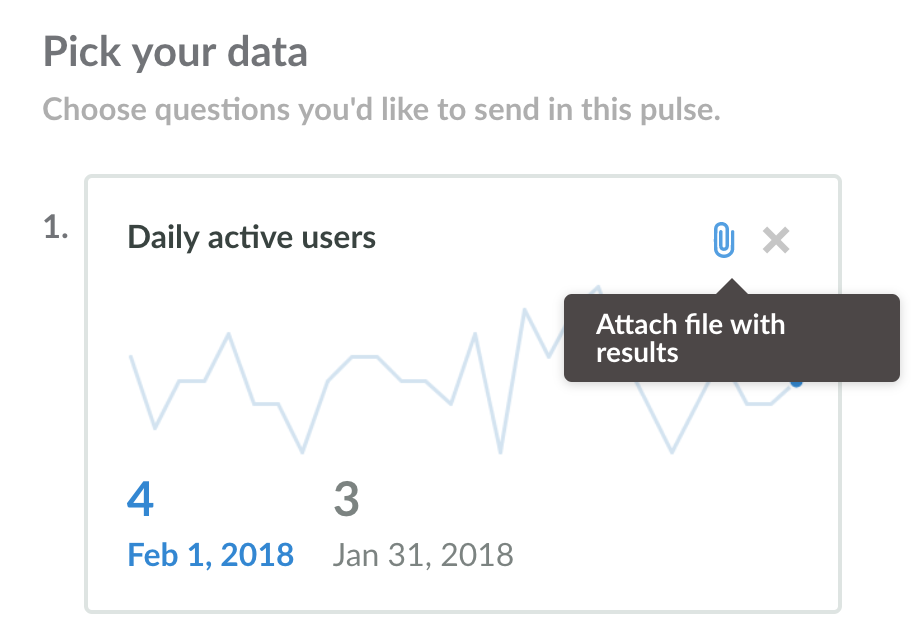 Pick your data
Choose questions you'd like to send in this pulse.
1.
Daily active users
Attach file with
results
4 3
Feb 1, 2018 Jan 31, 2018